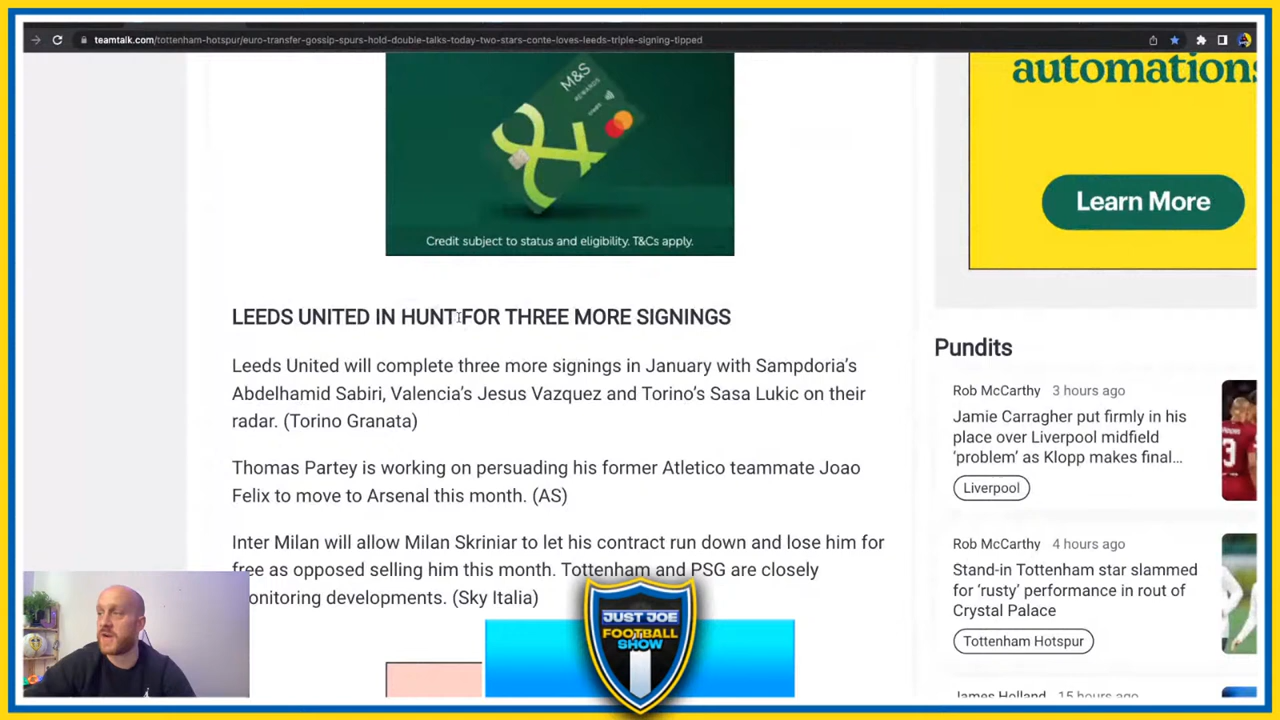 teamtalk.com/tottenham-hotspur/euro-transfer-gossip-spurs-hold-double-talks-today-two-stars-conte-loves-leeds-triple-signing-tipped
M&S
REWARDS
credit
Credit subject to status and eligibility. T&Cs apply.
automations
Learn More
LEEDS UNITED IN HUNT FOR THREE MORE SIGNINGS
Leeds United will complete three more signings in January with Sampdoria’s
Abdelhamid Sabiri, Valencia’s Jesus Vazquez and Torino’s Sasa Lukic on their
radar. (Torino Granata)
Thomas Partey is working on persuading his former Atletico teammate Joao
Felix to move to Arsenal this month. (AS)
Inter Milan will allow Milan Skriniar to let his contract run down and lose him for
free as opposed selling him this month. Tottenham and PSG are closely
monitoring developments. (Sky Italia)
Pundits
Rob McCarthy 3 hours ago
Jamie Carragher put firmly in his
place over Liverpool midfield
‘problem’ as Klopp makes final...
Liverpool
3
Rob McCarthy 4 hours ago
Stand-in Tottenham star slammed
for ‘rusty’ performance in rout of
Crystal Palace
Tottenham Hotspur
James Holland 15 hours ago
JUST JOE
FOOTBALL
SHOW